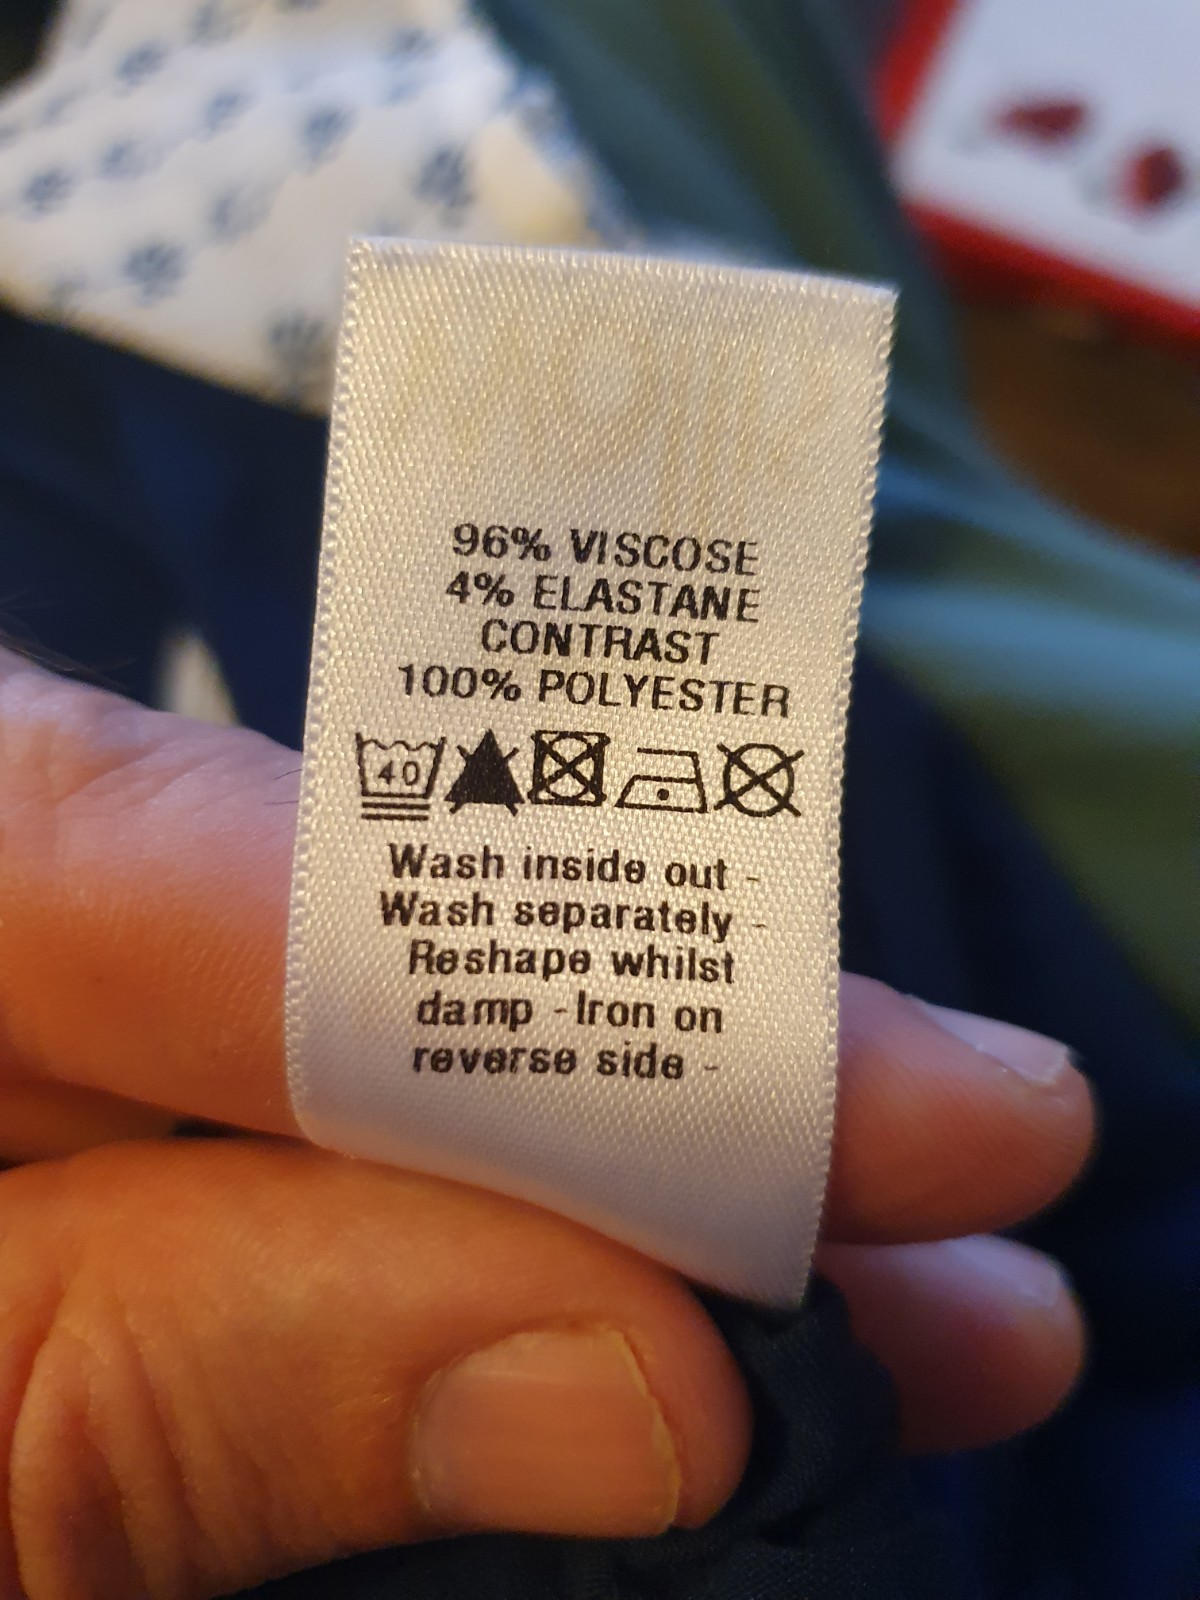 96% VISCOSE
4% ELASTANE
CONTRAST
100% POLYESTER
40
Wash inside out -
Wash separately -
Reshape whilst
damp - Iron on
reverse side -